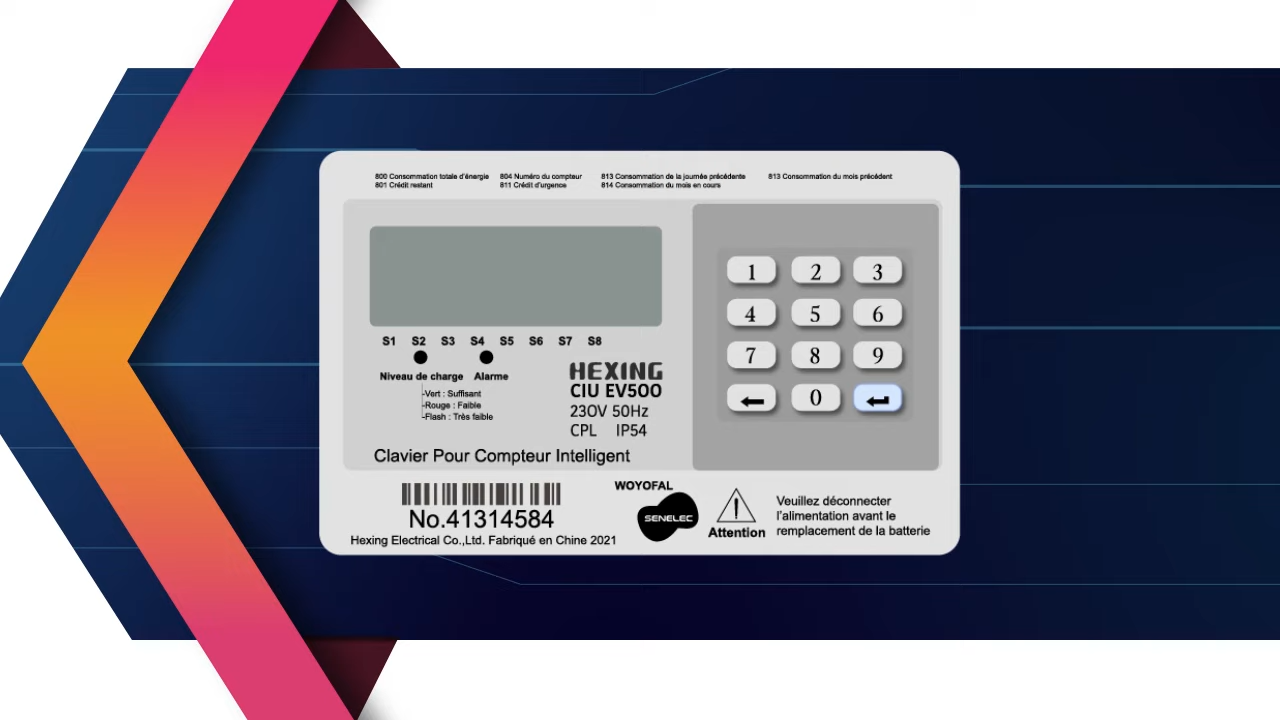 800 Consommation totale d'énergie 804 Numéro du compteur 813 Consommation de la journée précédente 813 Consommation du mois précédent
801 Crédit restant 811 Crédit d'urgence 814 Consommation du mois en cours
1 2 3
4 5 6
7 8 9
← 0 ↵
S1 S2 S3 S4 S5 S6 S7 S8
Niveau de charge Alarme
Vert : Suffisant
Rouge : Faible
Flash : Très faible
HEXING
CIU EV500
230V 50Hz
CPL IP54
Clavier Pour Compteur Intelligent
No.41314584
Hexing Electrical Co.,Ltd. Fabriqué en Chine 2021
WOYOFAL
SENELEC
!
Attention
Veuillez déconnecter
l'alimentation avant le
remplacement de la batterie